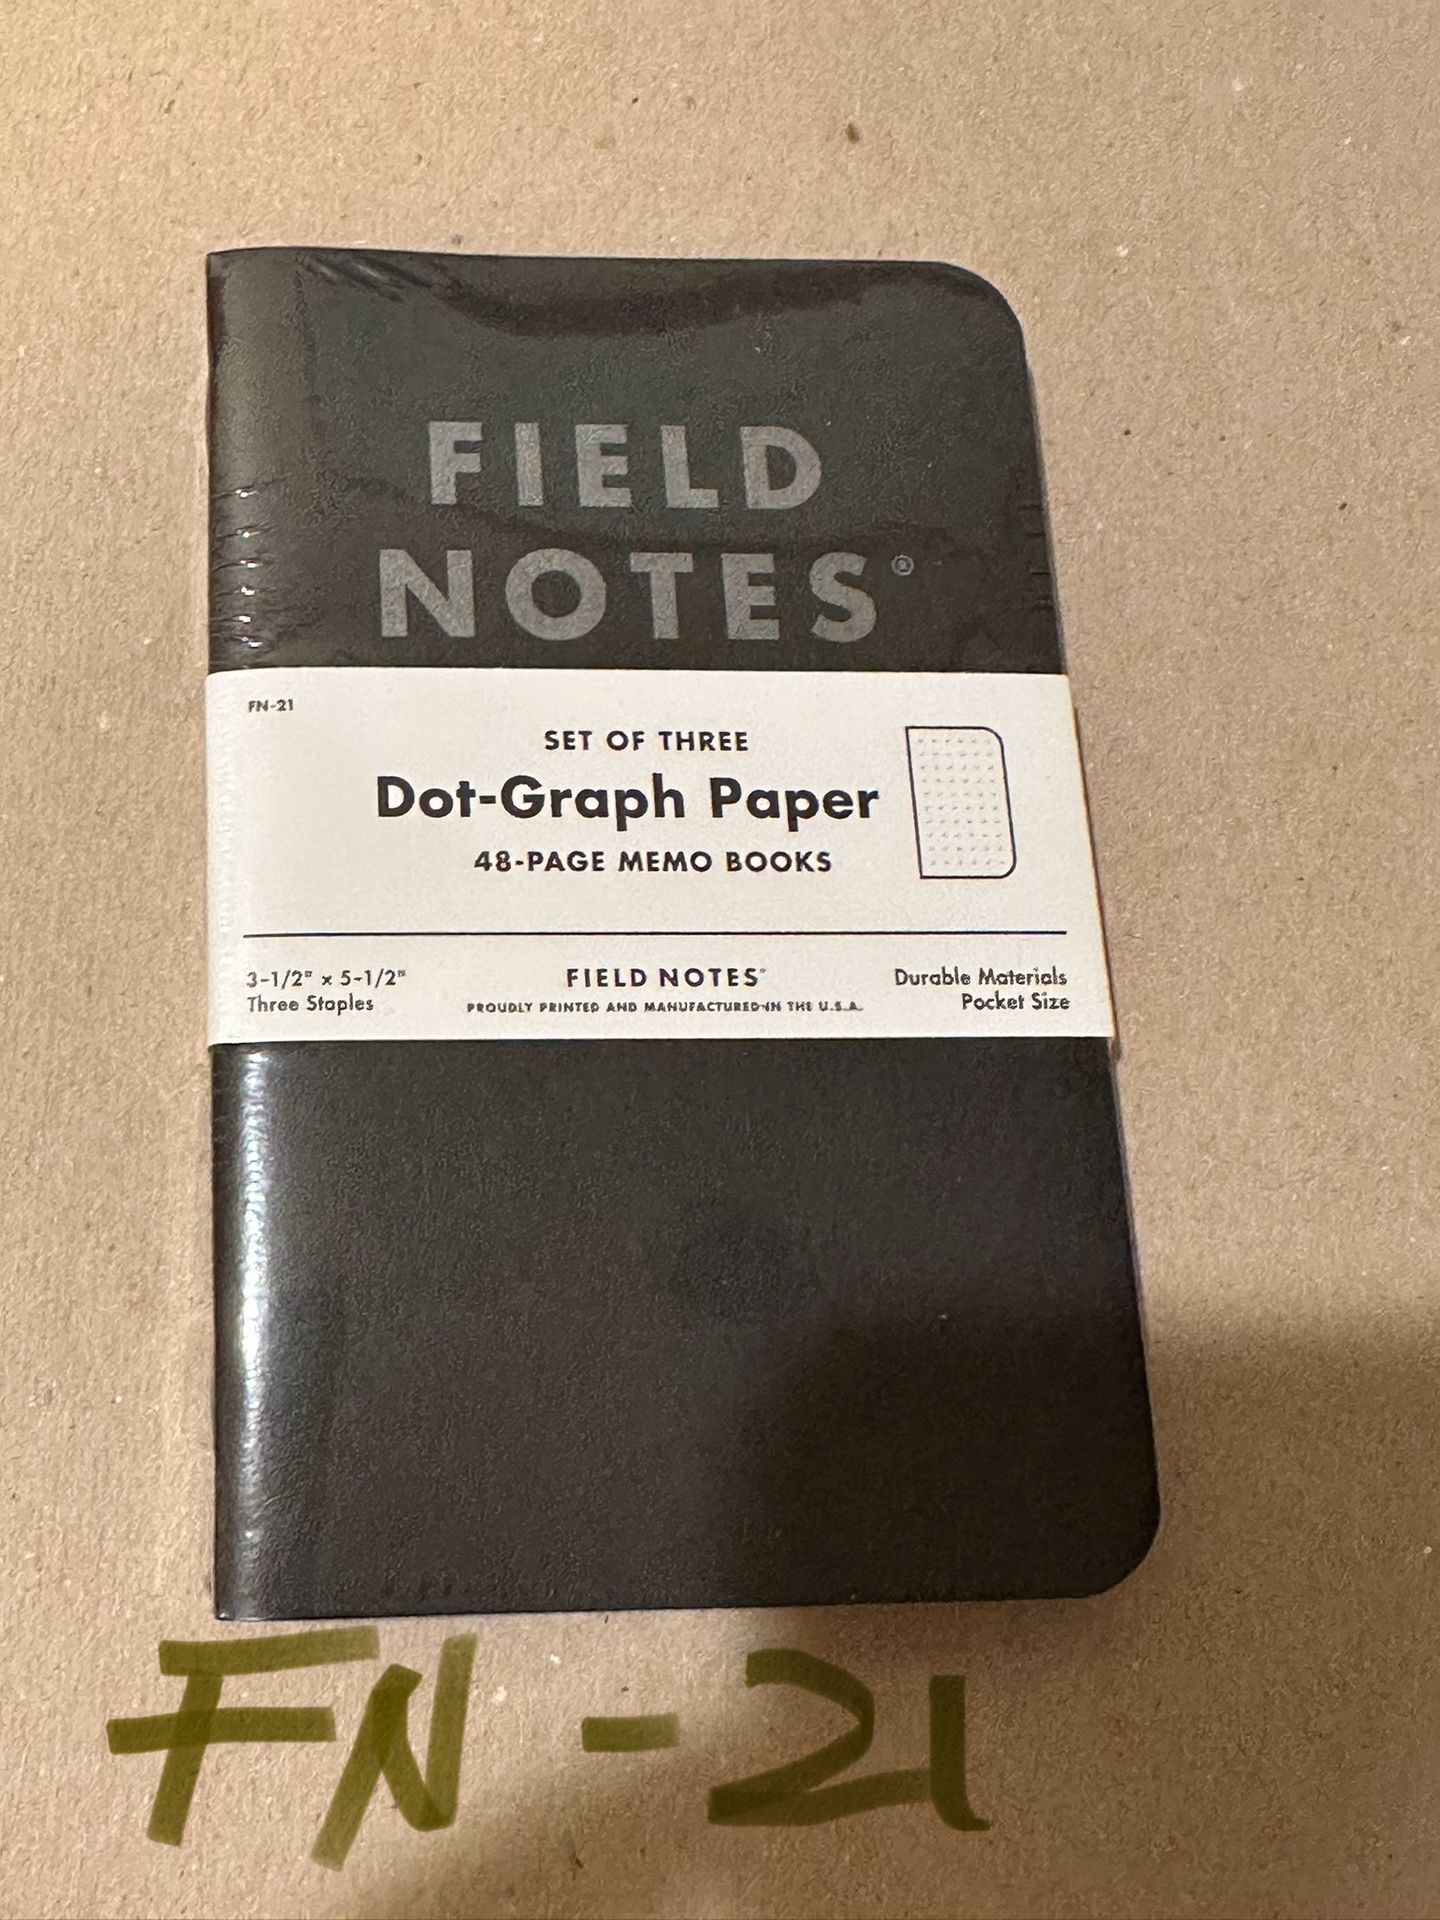 FIELD
NOTES®
FN-21
SET OF THREE
Dot-Graph Paper
48-PAGE MEMO BOOKS
3-1/2" x 5-1/2"
Three Staples
FIELD NOTES®
PROUDLY PRINTED AND MANUFACTURED IN THE U.S.A.
Durable Materials
Pocket Size
FN-21